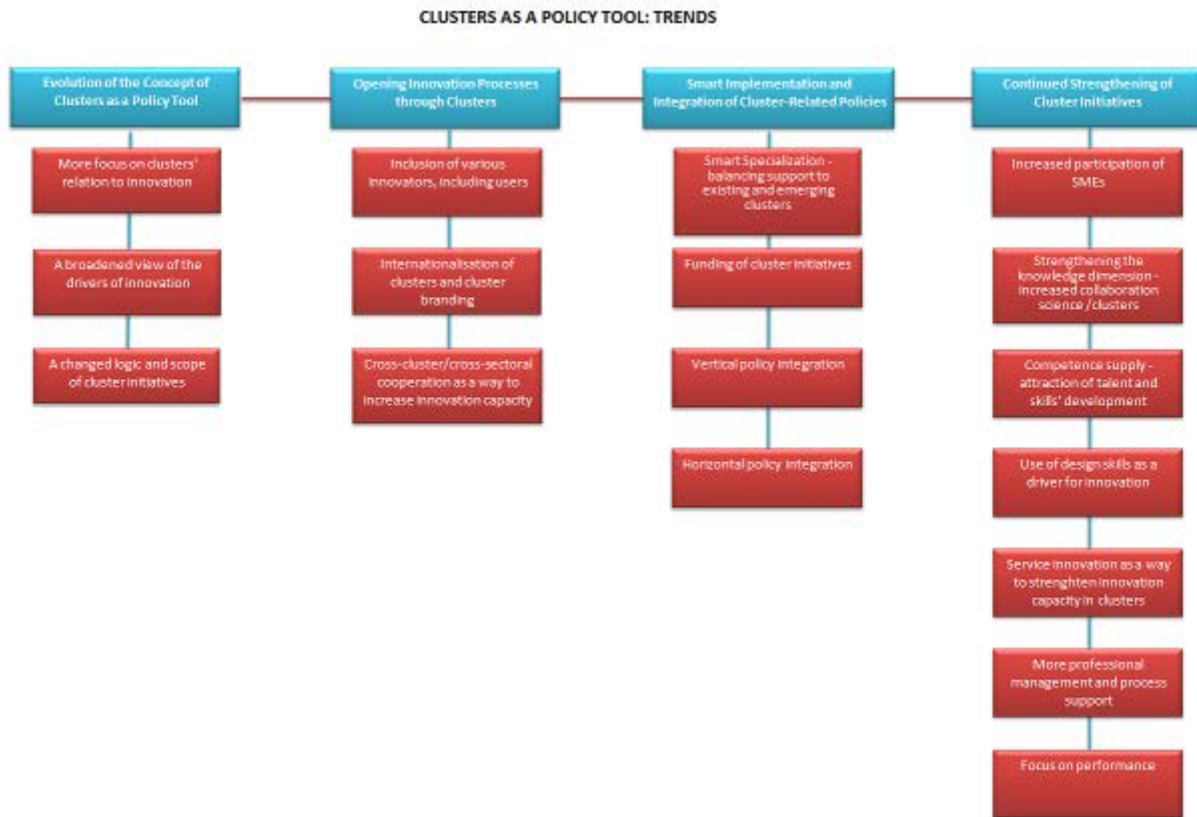 CLUSTERS AS A POLICY TOOL: TRENDS
Evolution of the Concept of
Clusters as a Policy Tool
More focus on clusters'
relation to innovation
A broadened view of the
drivers of innovation
A changed logic and scope
of cluster initiatives
Opening Innovation Processes
through Clusters
Inclusion of various
innovators, including users
Internationalisation of
clusters and cluster
branding
Cross-cluster/cross-sectoral
cooperation as a way to
increase innovation capacity
Smart Implementation and
Integration of Cluster-Related Policies
Smart Specialization -
balancing support to
existing and emerging
clusters
Funding of cluster initiatives
Vertical policy integration
Horizontal policy integration
Continued Strengthening of
Cluster Initiatives
Increased participation of
SMEs
Strengthening the
knowledge dimension -
increased collaboration
science /clusters
Competence supply -
attraction of talent and
skills' development
Use of design skills as a
driver for innovation
Service innovation as a way
to strenghten innovation
capacity in clusters
More professional
management and process
support
Focus on performance